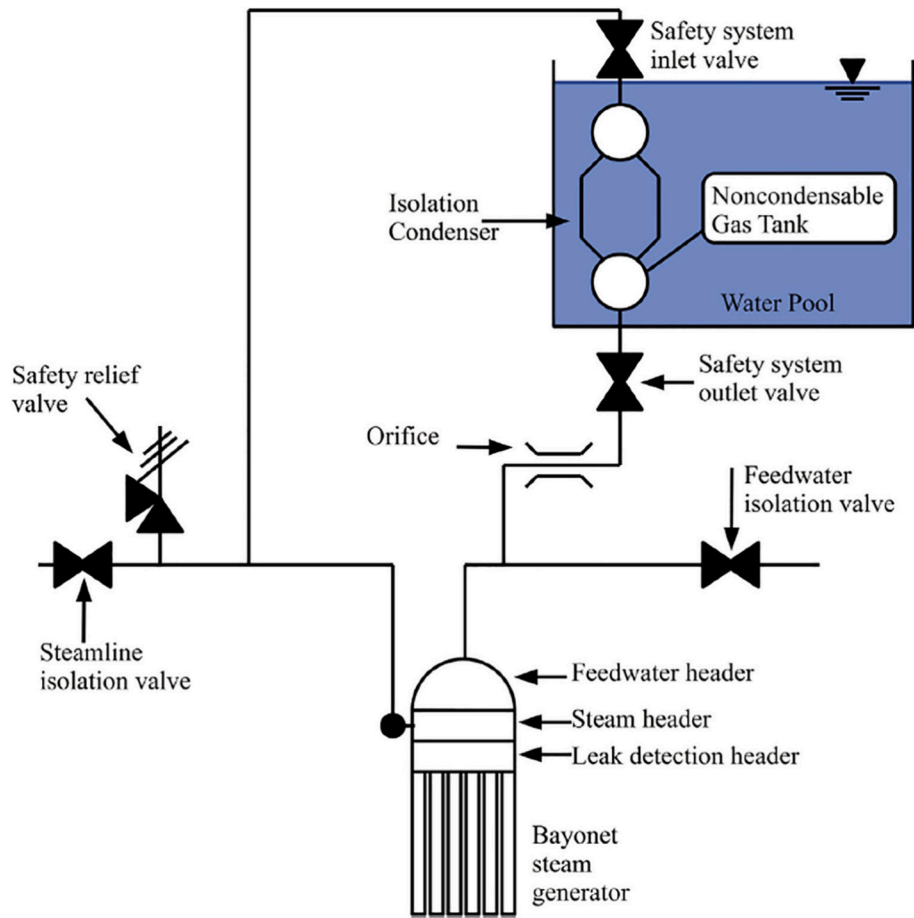 Safety system
inlet valve
Isolation
Condenser
Noncondensable
Gas Tank
Water Pool
Safety relief
valve
Safety system
outlet valve
Orifice
Feedwater
isolation valve
Steamline
isolation valve
Feedwater header
Steam header
Leak detection header
Bayonet
steam
generator